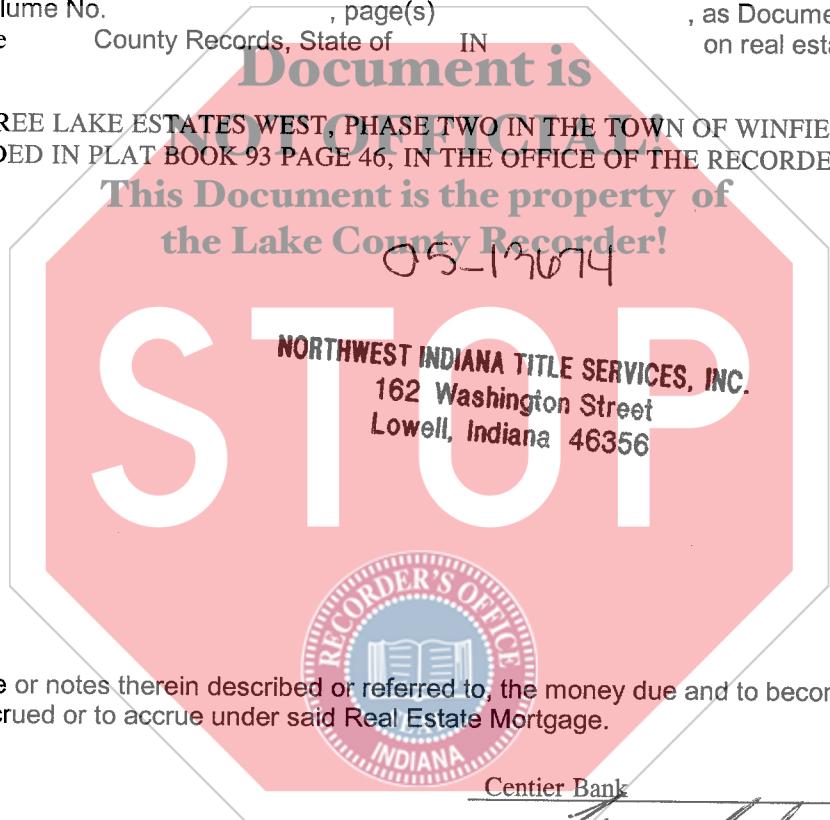 lume No. , page(s) , as Docume
e County Records, State of IN on real esta
Document is
REE LAKE ESTATES WEST, PHASE TWO IN THE TOWN OF WINFIE
NOT OFFICIAL!
DED IN PLAT BOOK 93 PAGE 46, IN THE OFFICE OF THE RECORDE
This Document is the property of
the Lake County Recorder!
05-13674
NORTHWEST INDIANA TITLE SERVICES, INC.
162 Washington Street
Lowell, Indiana 46356
STOP
RECORDER'S OFFICE
e or notes therein described or referred to, the money due and to becom
crued or to accrue under said Real Estate Mortgage.
INDIANA
Centier Bank